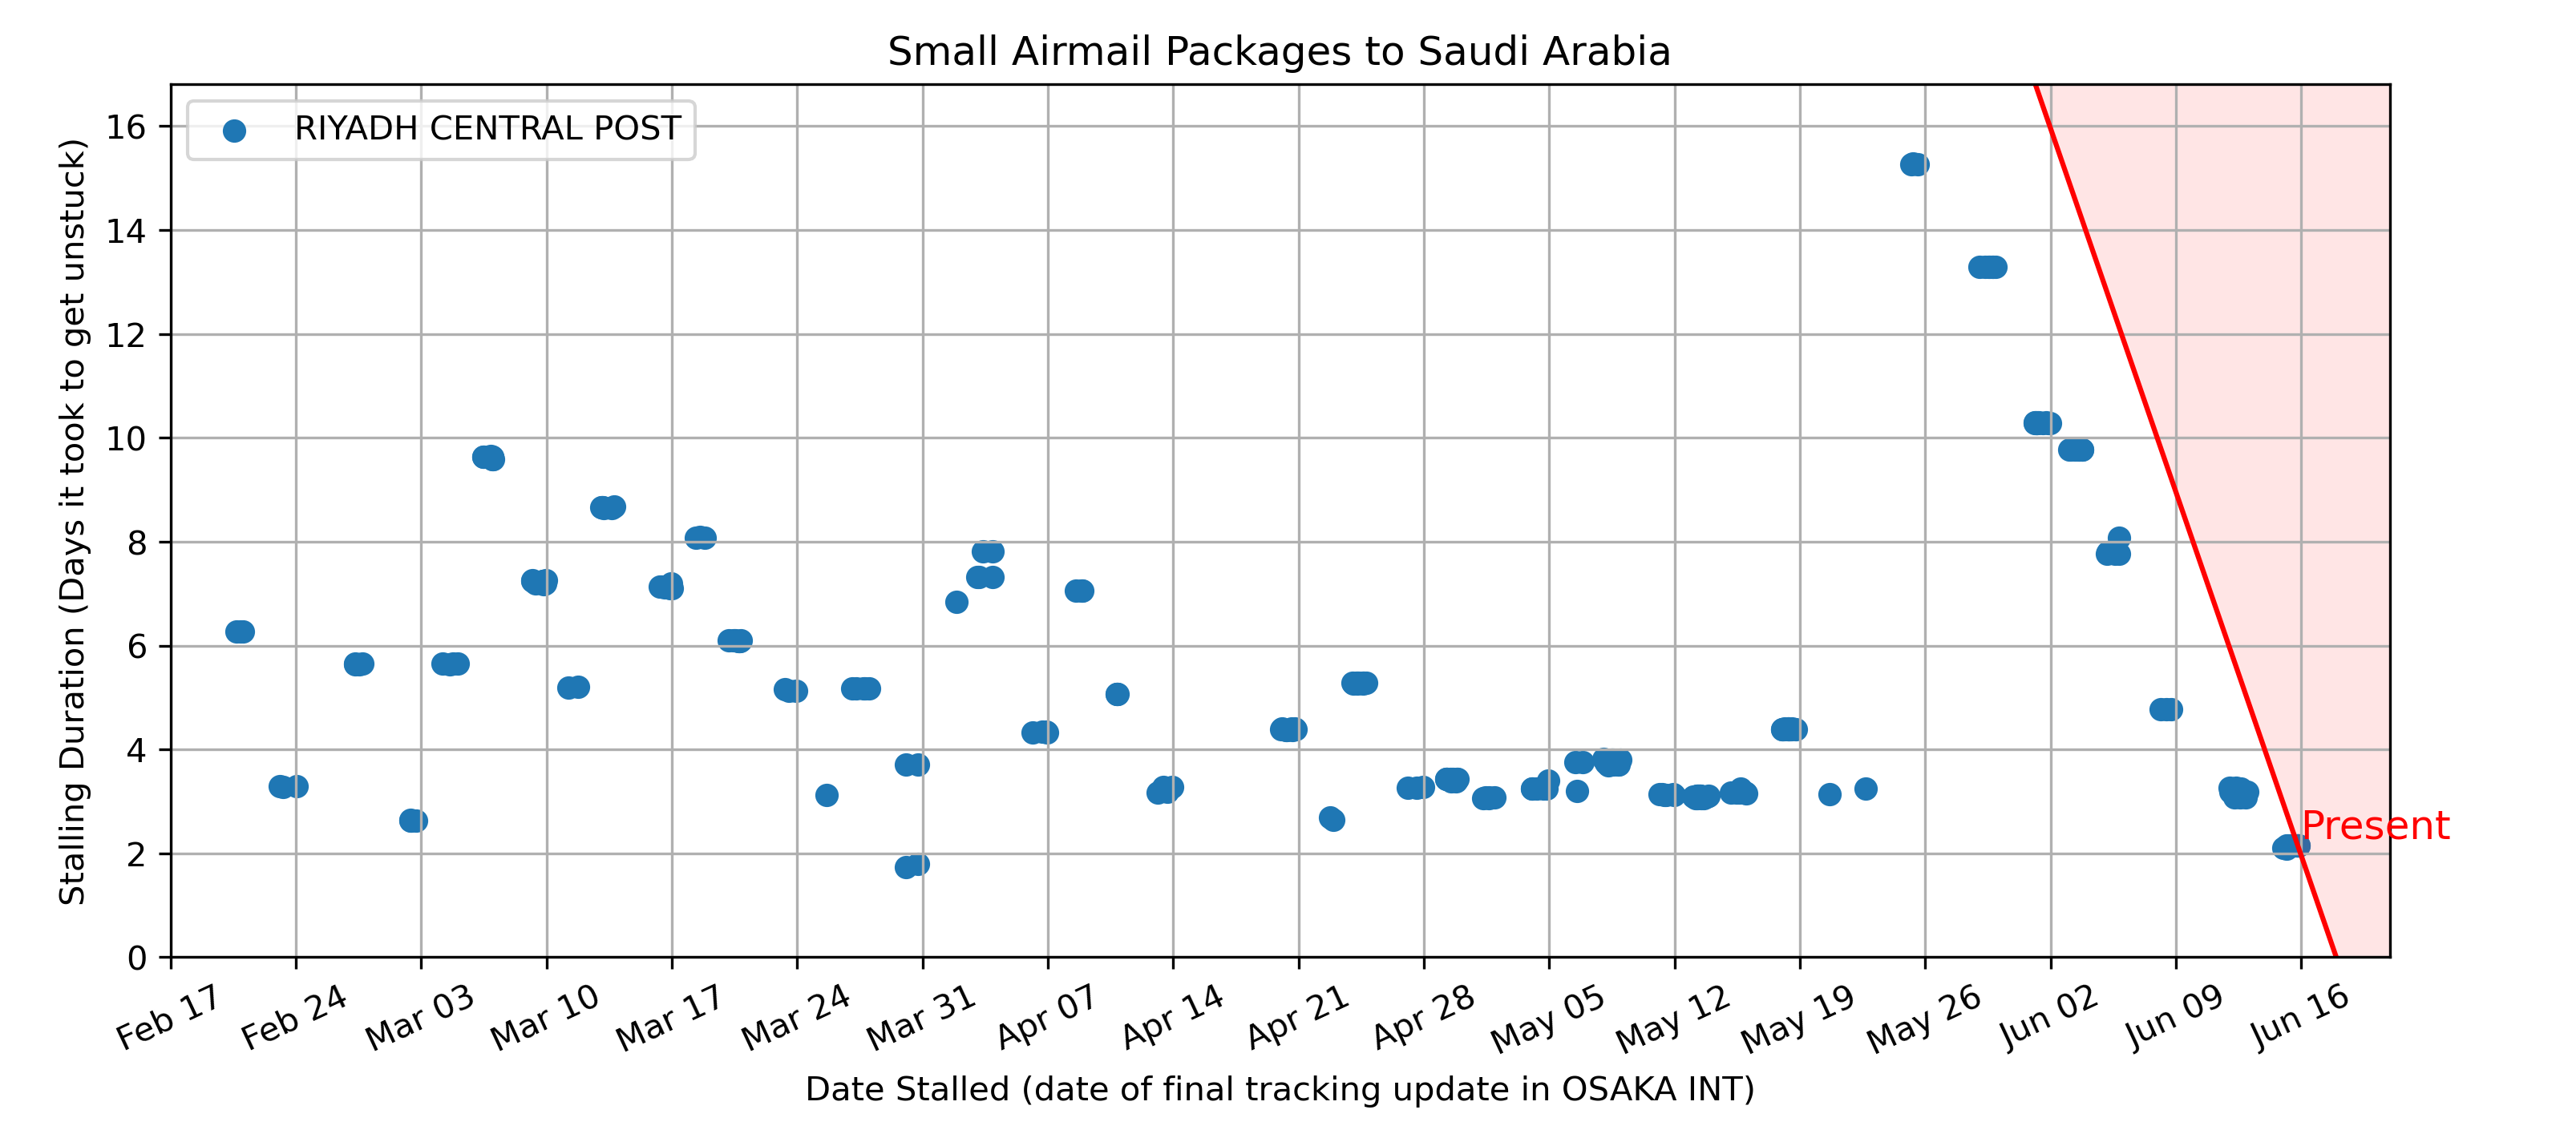 Small Airmail Packages to Saudi Arabia
RIYADH CENTRAL POST
Stalling Duration (Days it took to get unstuck)
16
14
12
10
8
6
4
2
0
Present
Feb 17
Feb 24
Mar 03
Mar 10
Mar 17
Mar 24
Mar 31
Apr 07
Apr 14
Apr 21
Apr 28
May 05
May 12
May 19
May 26
Jun 02
Jun 09
Jun 16
Date Stalled (date of final tracking update in OSAKA INT)